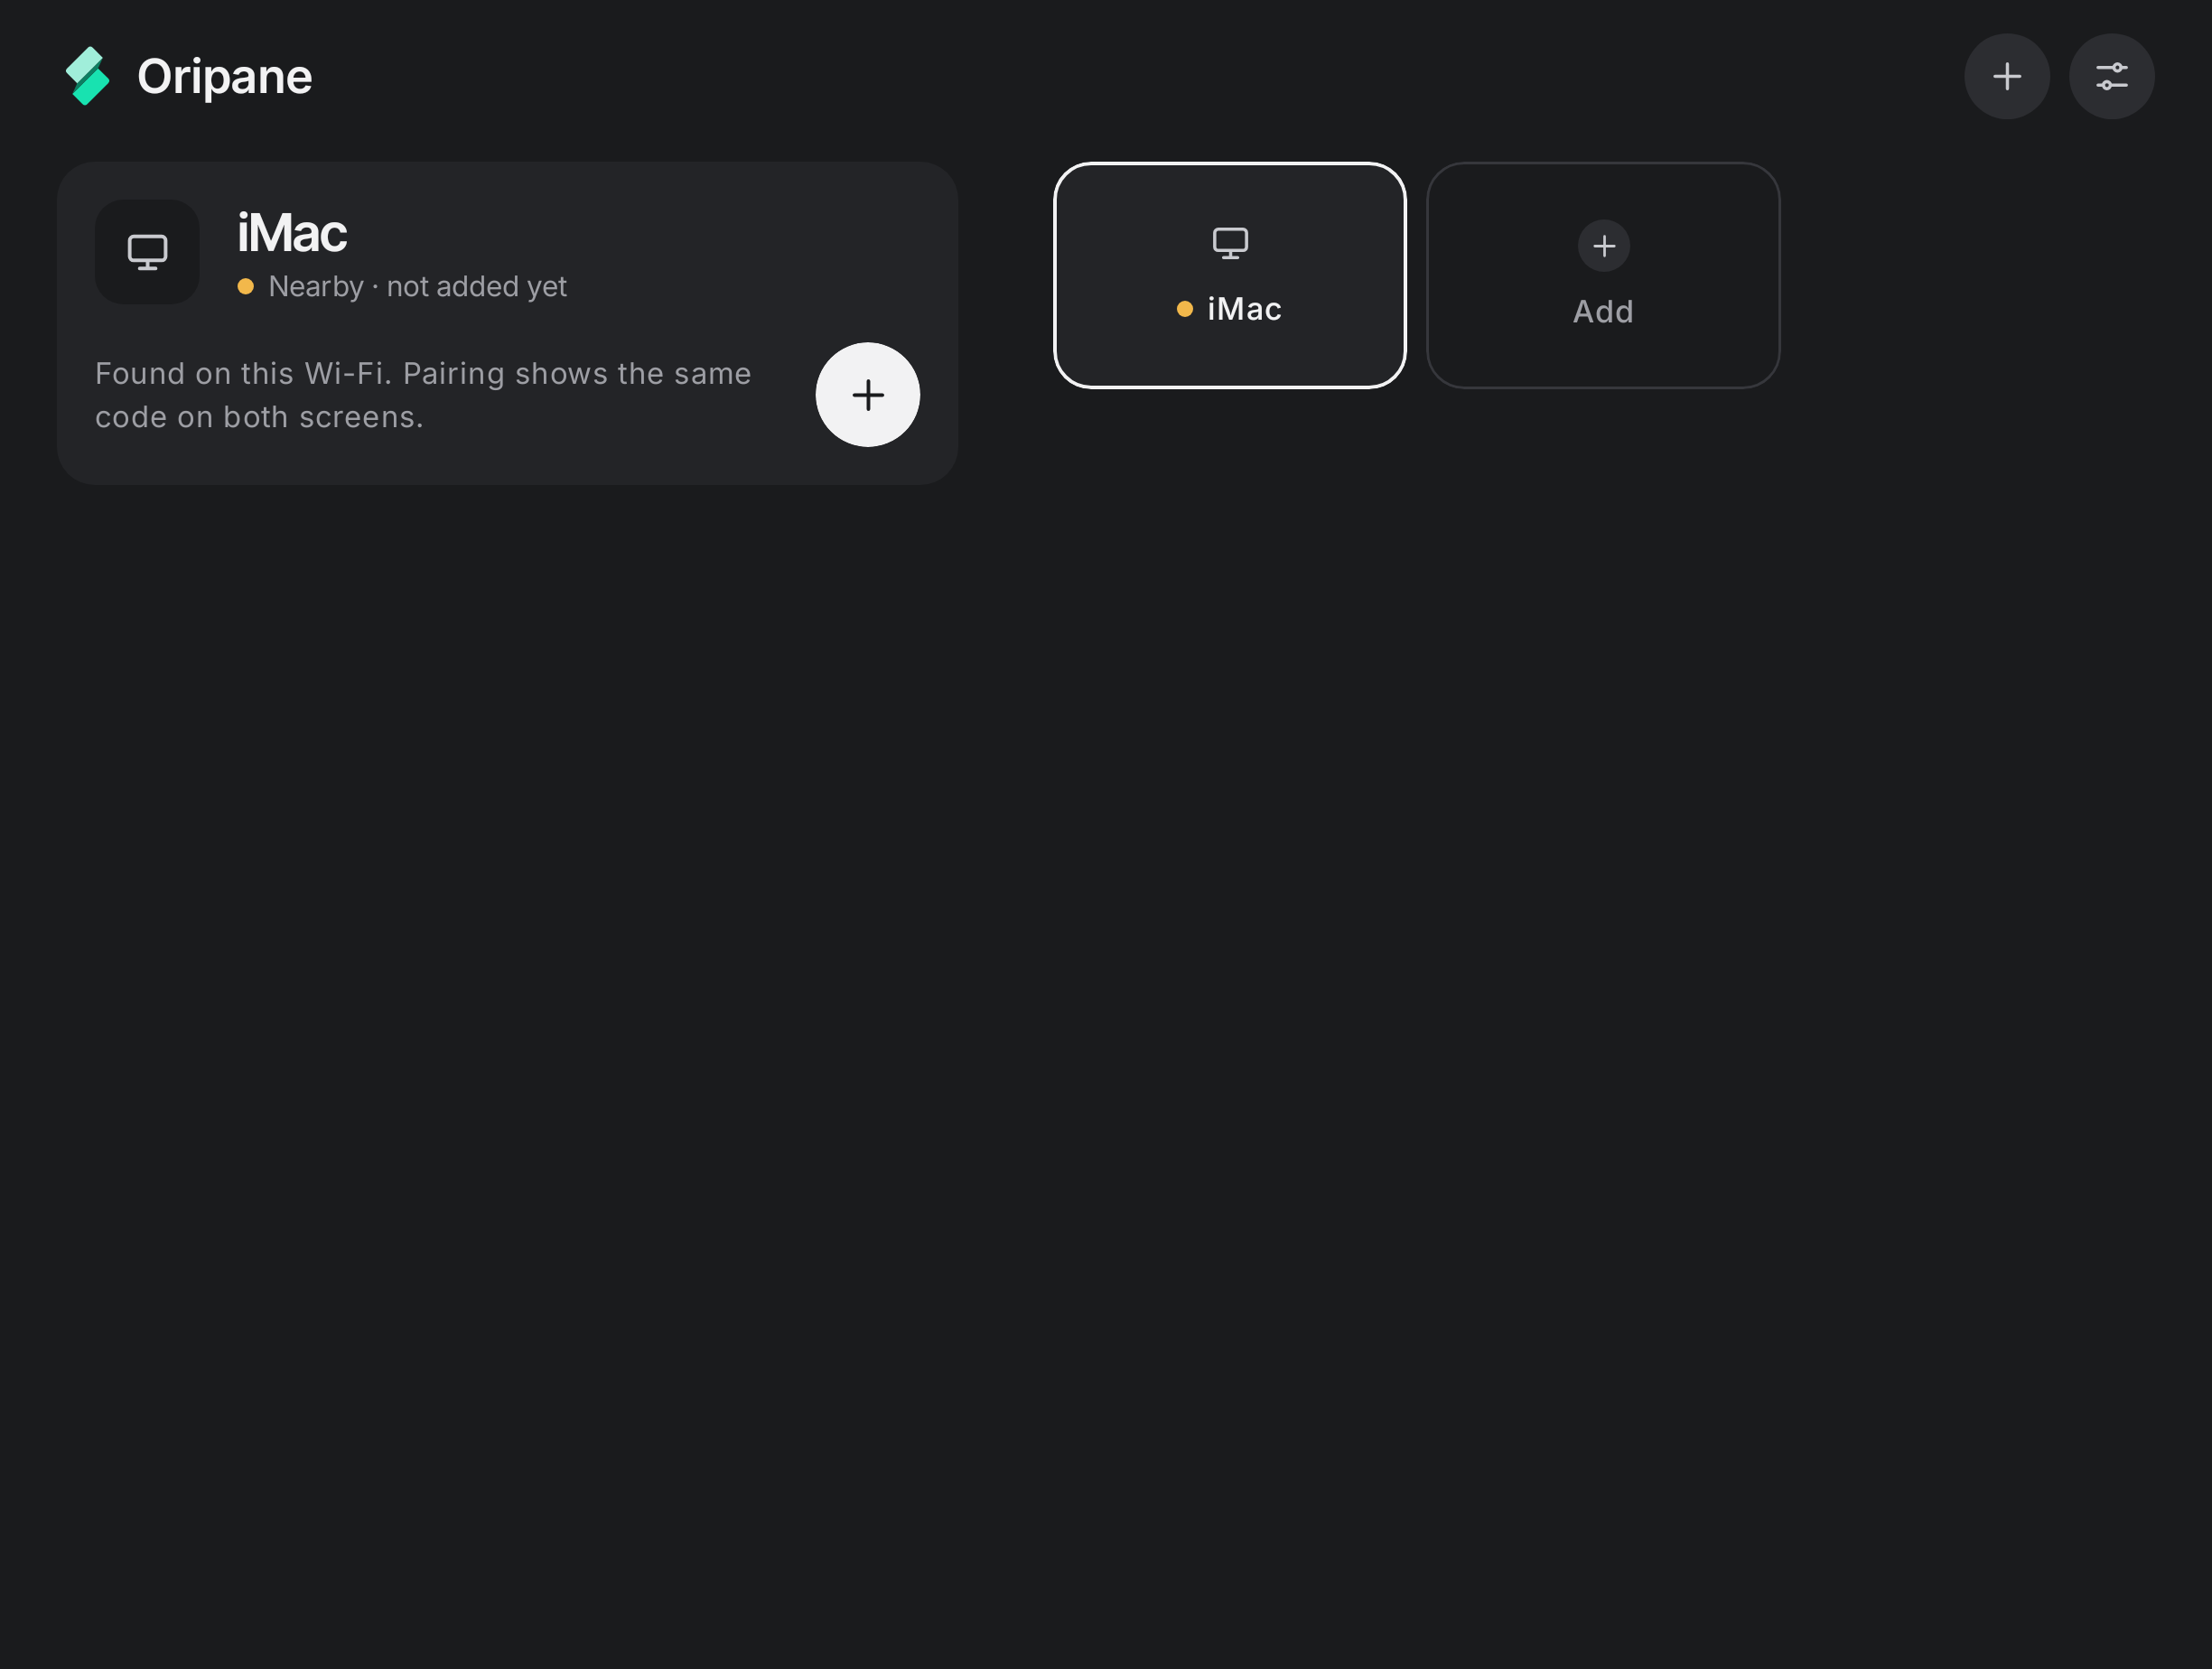 Oripane
iMac
Nearby · not added yet
Found on this Wi-Fi. Pairing shows the same
code on both screens.
iMac
Add